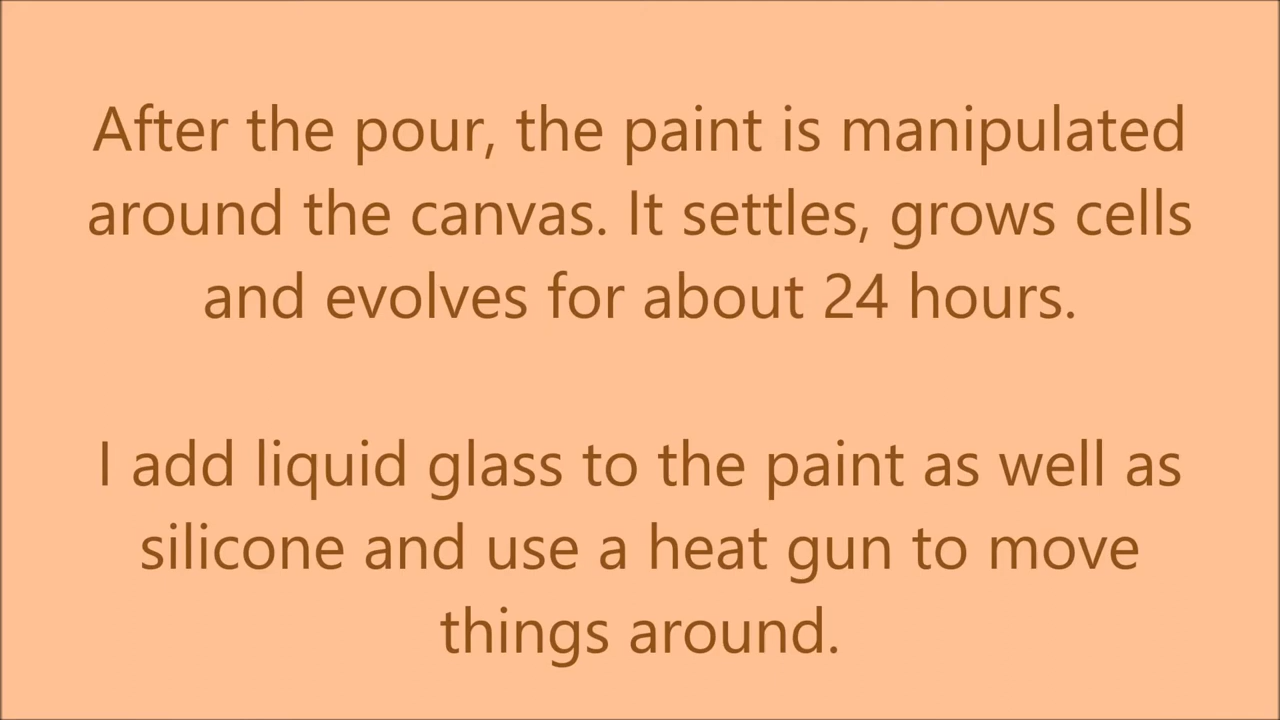 After the pour, the paint is manipulated
around the canvas. It settles, grows cells
and evolves for about 24 hours.
I add liquid glass to the paint as well as
silicone and use a heat gun to move
things around.